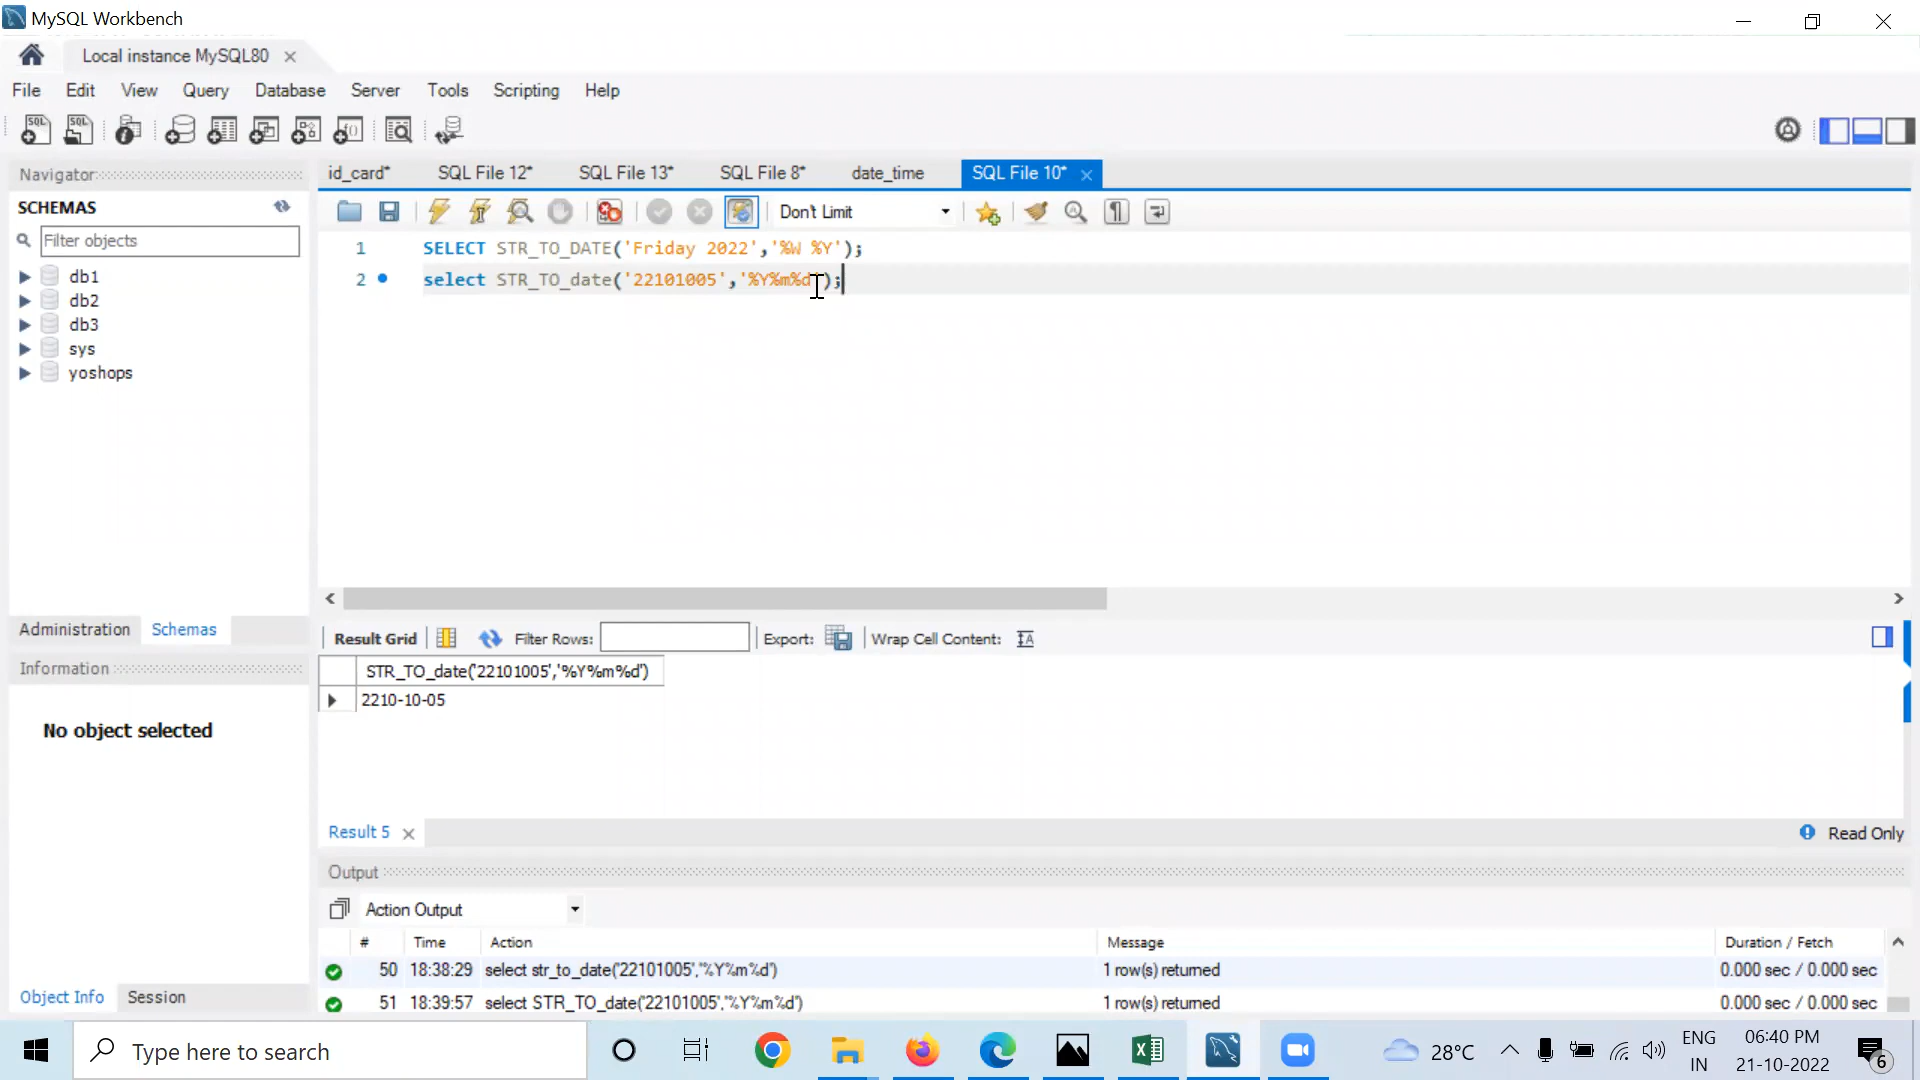 MySQL Workbench
Local instance MySQL80
File Edit View Query Database Server Tools Scripting Help
Navigator
id_card* SQL File 12* SQL File 13* SQL File 8* date_time SQL File 10*
SCHEMAS
Don't Limit
Filter objects
1 SELECT STR_TO_DATE('Friday 2022','%W %Y');
2 select STR_TO_date('22101005','%Y%m%d');
db1
db2
db3
sys
yoshops
Administration Schemas
Result Grid Filter Rows: Export: Wrap Cell Content:
Information
STR_TO_date('22101005','%Y%m%d')
2210-10-05
No object selected
Result 5
Read Only
Output
Action Output
# Time Action Message Duration / Fetch
50 18:38:29 select str_to_date('22101005','%Y%m%d') 1 row(s) returned 0.000 sec / 0.000 sec
51 18:39:57 select STR_TO_date('22101005','%Y%m%d') 1 row(s) returned 0.000 sec / 0.000 sec
Object Info Session
Type here to search
28°C
ENG
IN
06:40 PM
21-10-2022
6